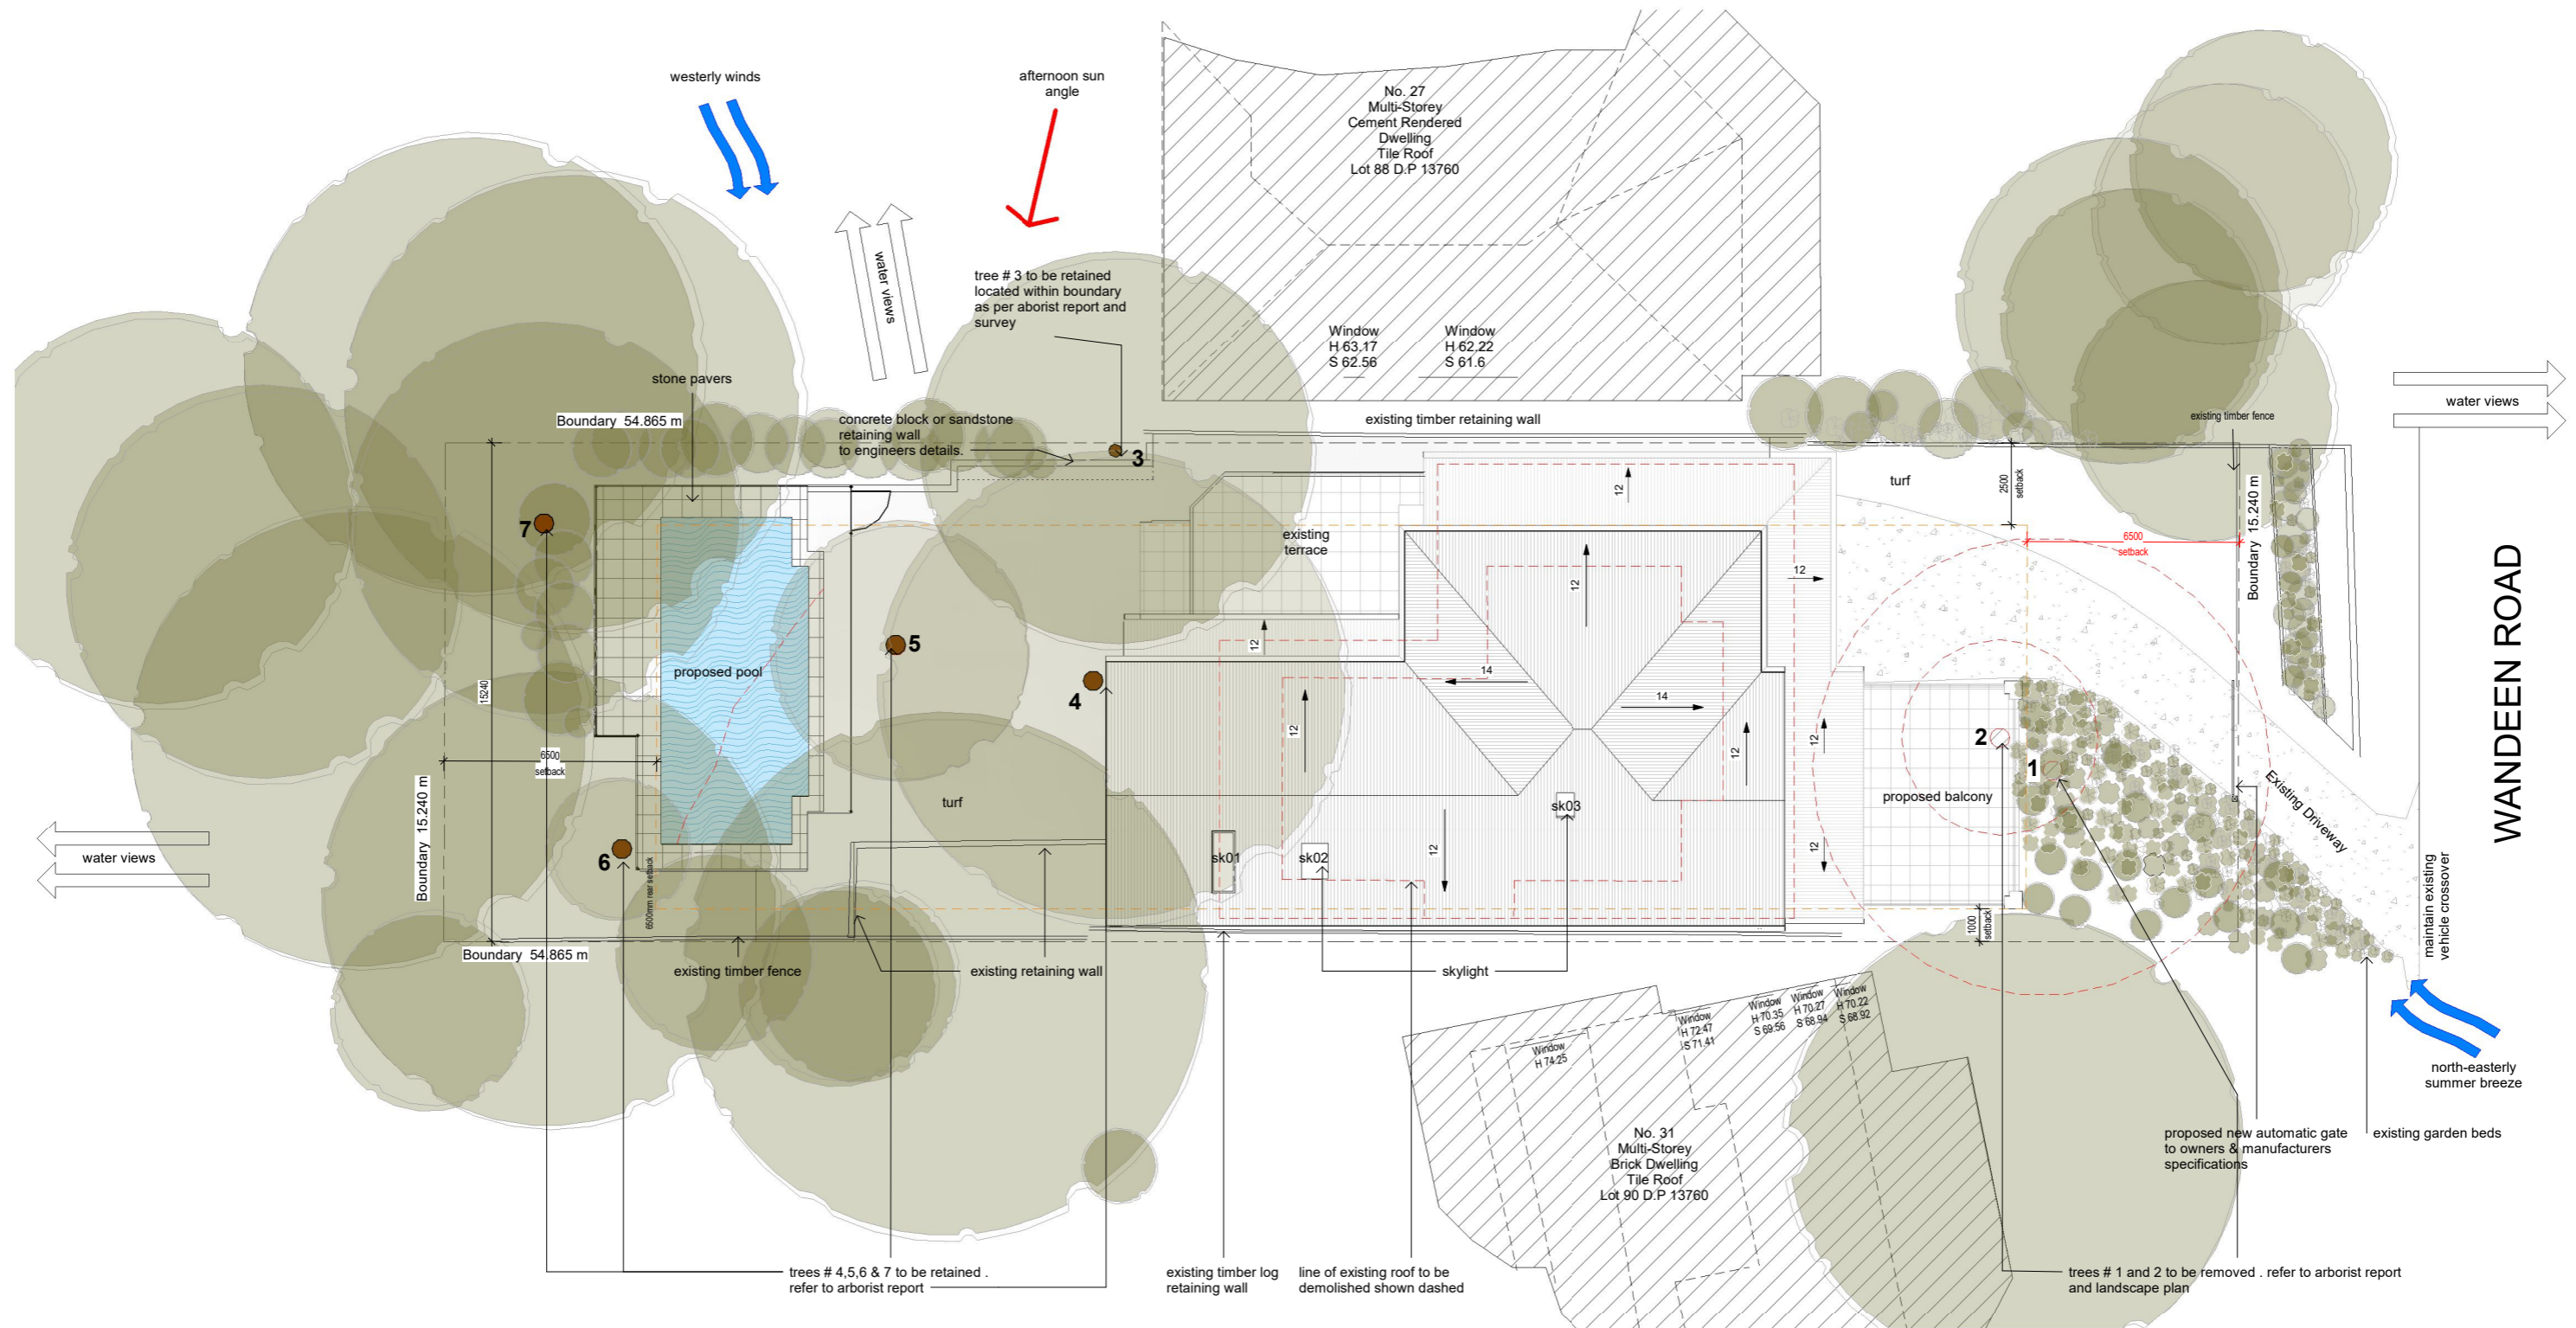 westerly winds
afternoon sun
angle
No. 27
Multi-Storey
Cement Rendered
Dwelling
Tile Roof
Lot 88 D.P 13760
water views
tree # 3 to be retained
located within boundary
as per aborist report and
survey
Window
H 63.17
S 62.56
Window
H 62.22
S 61.6
stone pavers
Boundary 54.865 m
concrete block or sandstone
retaining wall
to engineers details.
existing timber retaining wall
existing timber fence
water views
3
turf
2500
setback
Boundary 15.240 m
12
7
existing
terrace
6500
setback
12
12
WANDEEN ROAD
5
12
proposed pool
14
4
15240
14
12
12
12
2
1
6500
setback
Boundary 15.240 m
turf
proposed balcony
Existing Driveway
sk03
water views
6
sk01
sk02
12
12
6500mm rear setback
1000
setback
maintain existing
vehicle crossover
Boundary 54.865 m
existing timber fence
existing retaining wall
skylight
Window
H 74.25
Window
H 72.47
S 71.41
Window
H 70.35
S 69.56
Window
H 70.27
S 68.94
Window
H 70.22
S 68.92
north-easterly
summer breeze
No. 31
Multi-Storey
Brick Dwelling
Tile Roof
Lot 90 D.P 13760
proposed new automatic gate
to owners & manufacturers
specifications
existing garden beds
trees # 4,5,6 & 7 to be retained .
refer to arborist report
existing timber log
retaining wall
line of existing roof to be
demolished shown dashed
trees # 1 and 2 to be removed . refer to arborist report
and landscape plan